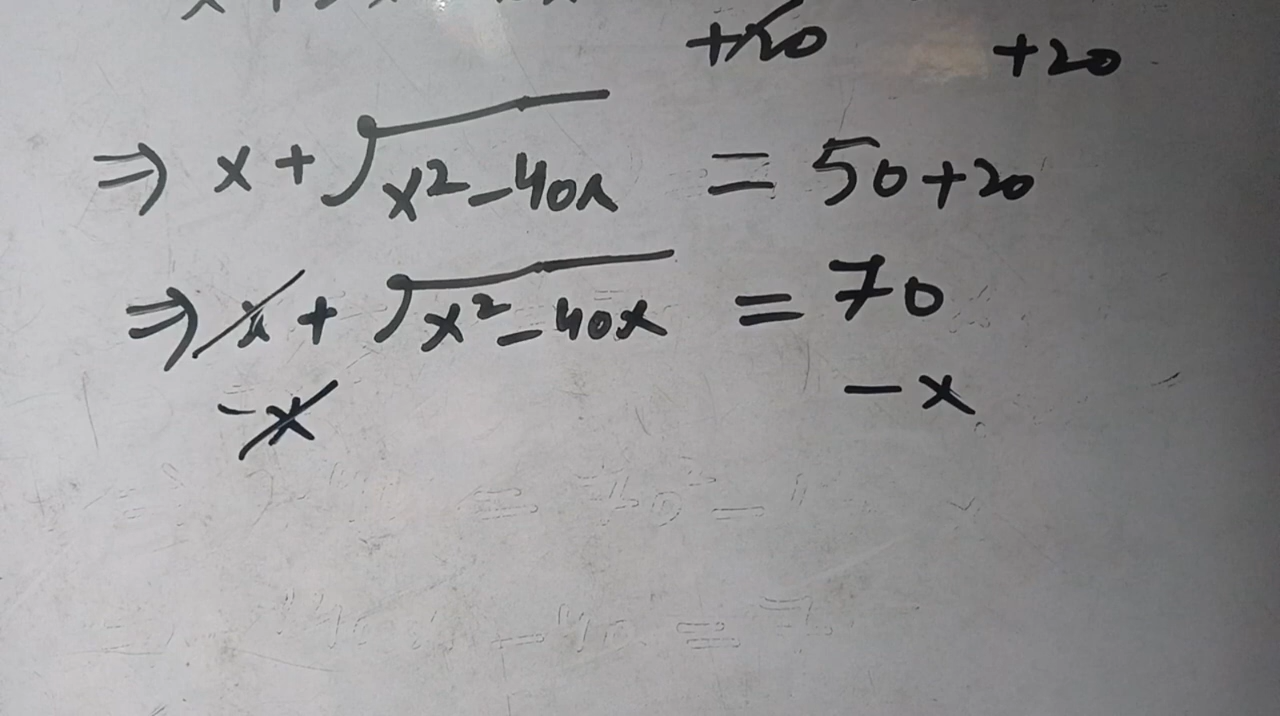 +20 +20
⇒ x + √x² - 40x = 50 + 20
⇒ x + √x² - 40x = 70
- x - x